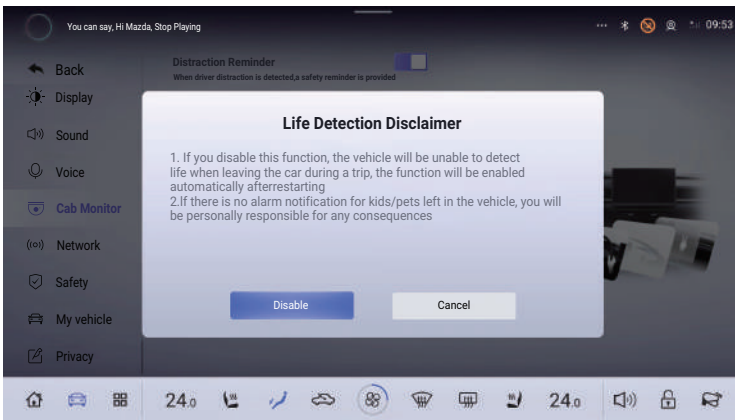 You can say, Hi Mazda, Stop Playing
09:53
Back
Distraction Reminder
When driver distraction is detected,a safety reminder is provided
Display
Sound
Voice
Cab Monitor
Network
Safety
My vehicle
Privacy
Life Detection Disclaimer
1. If you disable this function, the vehicle will be unable to detect
life when leaving the car during a trip, the function will be enabled
automatically afterrestarting
2.If there is no alarm notification for kids/pets left in the vehicle, you will
be personally responsible for any consequences
Disable
Cancel
24.0
24.0